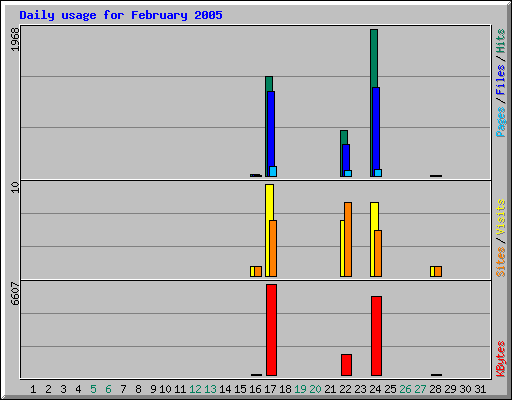 Daily usage for February 2005
1968
Pages / Files / Hits
10
Sites / Visits
6607
KBytes
1 2 3 4 5 6 7 8 9 10 11 12 13 14 15 16 17 18 19 20 21 22 23 24 25 26 27 28 29 30 31